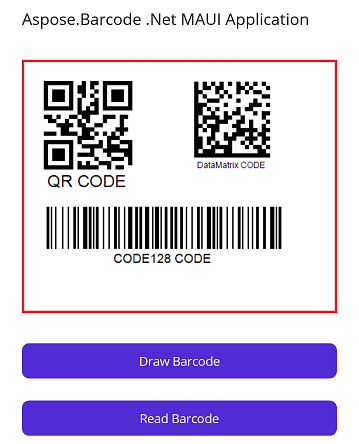 Aspose.Barcode .Net MAUI Application
QR CODE
DataMatrix CODE
CODE128 CODE
Draw Barcode
Read Barcode